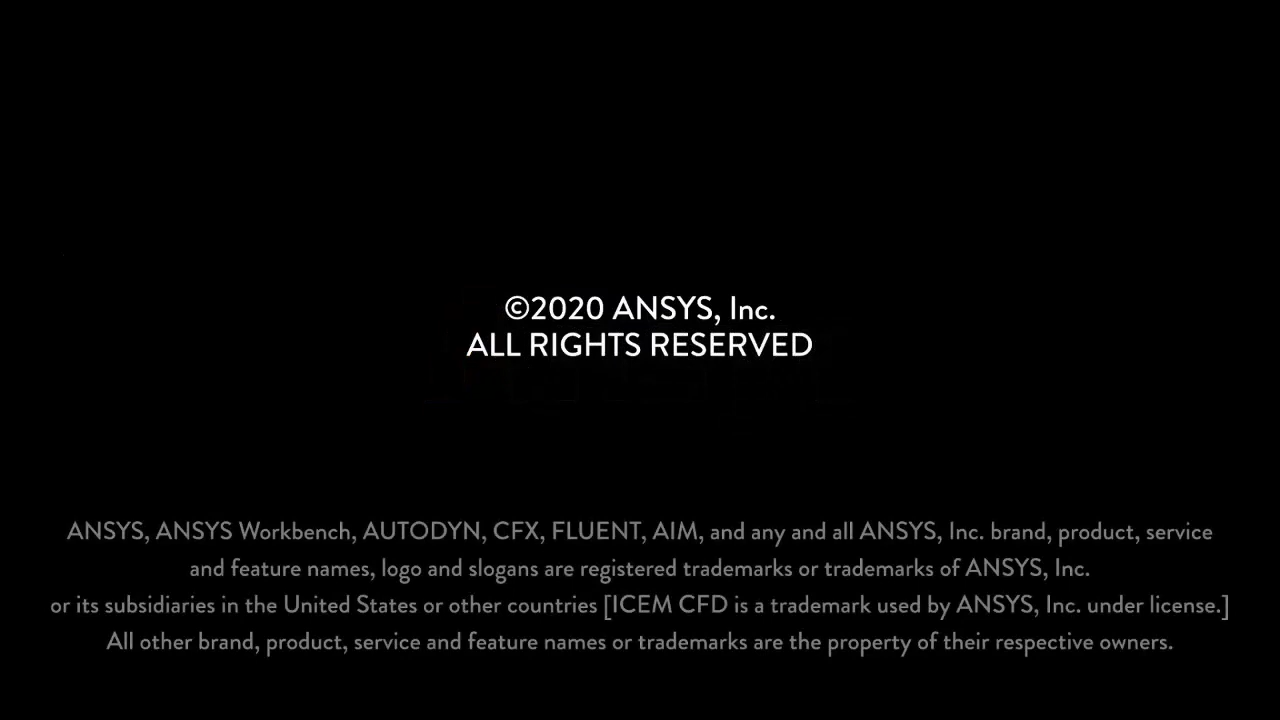 ©2020 ANSYS, Inc.
ALL RIGHTS RESERVED
ANSYS, ANSYS Workbench, AUTODYN, CFX, FLUENT, AIM, and any and all ANSYS, Inc. brand, product, service
and feature names, logo and slogans are registered trademarks or trademarks of ANSYS, Inc.
or its subsidiaries in the United States or other countries [ICEM CFD is a trademark used by ANSYS, Inc. under license.]
All other brand, product, service and feature names or trademarks are the property of their respective owners.